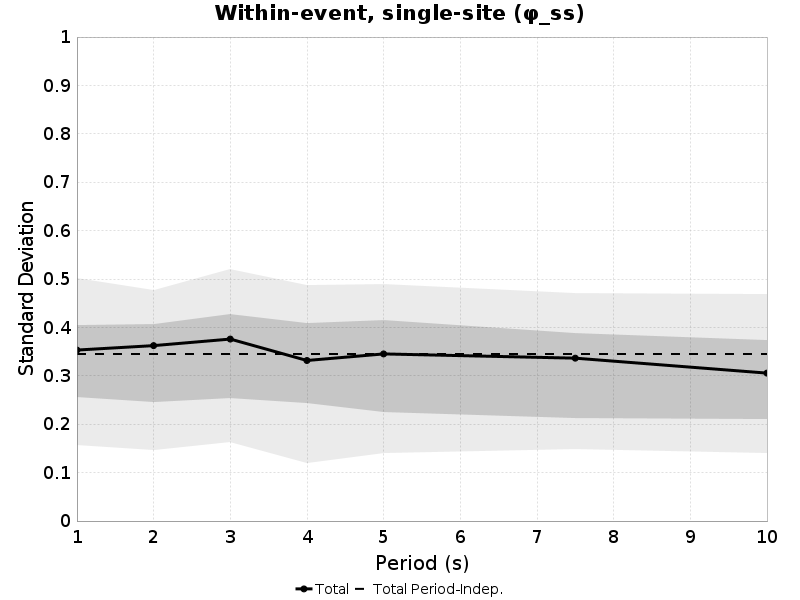 Within-event, single-site (φ_ss)
1
0.9
0.8
0.7
0.6
0.5
0.4
0.3
0.2
0.1
0
Standard Deviation
1 2 3 4 5 6 7 8 9 10
Period (s)
Total Total Period-Indep.